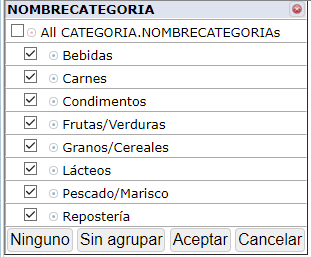 NOMBRECATEGORIA
All CATEGORIA.NOMBRECATEGORIAs
Bebidas
Carnes
Condimentos
Frutas/Verduras
Granos/Cereales
Lácteos
Pescado/Marisco
Repostería
Ninguno Sin agrupar Aceptar Cancelar